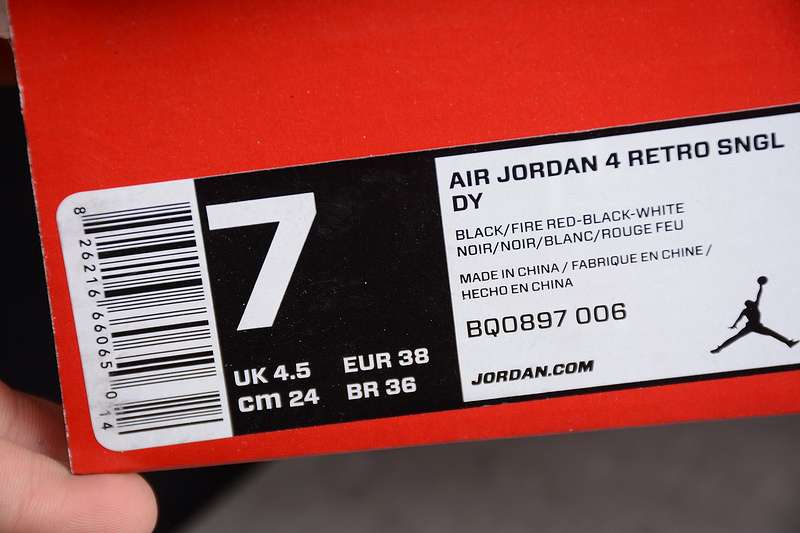 8 26216 66065 0 14
7
UK 4.5 EUR 38
cm 24 BR 36
AIR JORDAN 4 RETRO SNGL
DY
BLACK/FIRE RED-BLACK-WHITE
NOIR/NOIR/BLANC/ROUGE FEU
MADE IN CHINA / FABRIQUE EN CHINE /
HECHO EN CHINA
BQ0897 006
JORDAN.COM